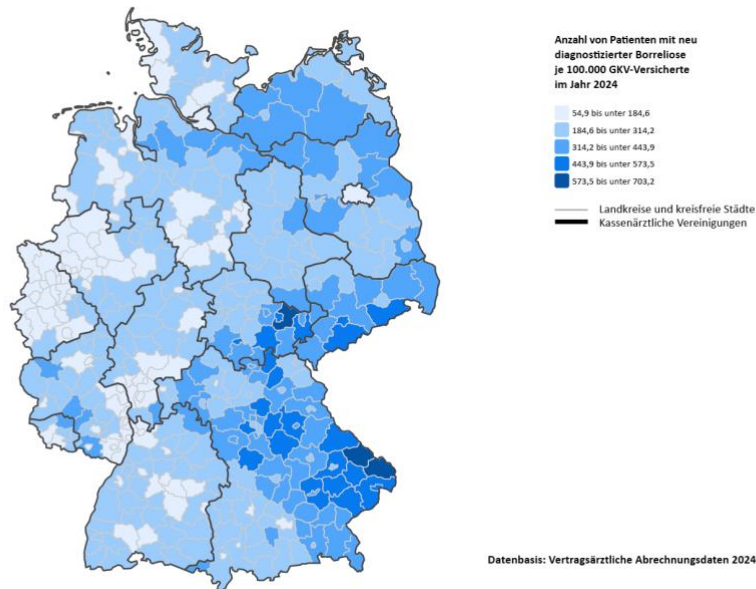 Anzahl von Patienten mit neu
diagnostizierter Borreliose
je 100.000 GKV-Versicherte
im Jahr 2024
54,9 bis unter 184,6
184,6 bis unter 314,2
314,2 bis unter 443,9
443,9 bis unter 573,5
573,5 bis unter 703,2
Landkreise und kreisfreie Städte
Kassenärztliche Vereinigungen
Datenbasis: Vertragsärztliche Abrechnungsdaten 2024